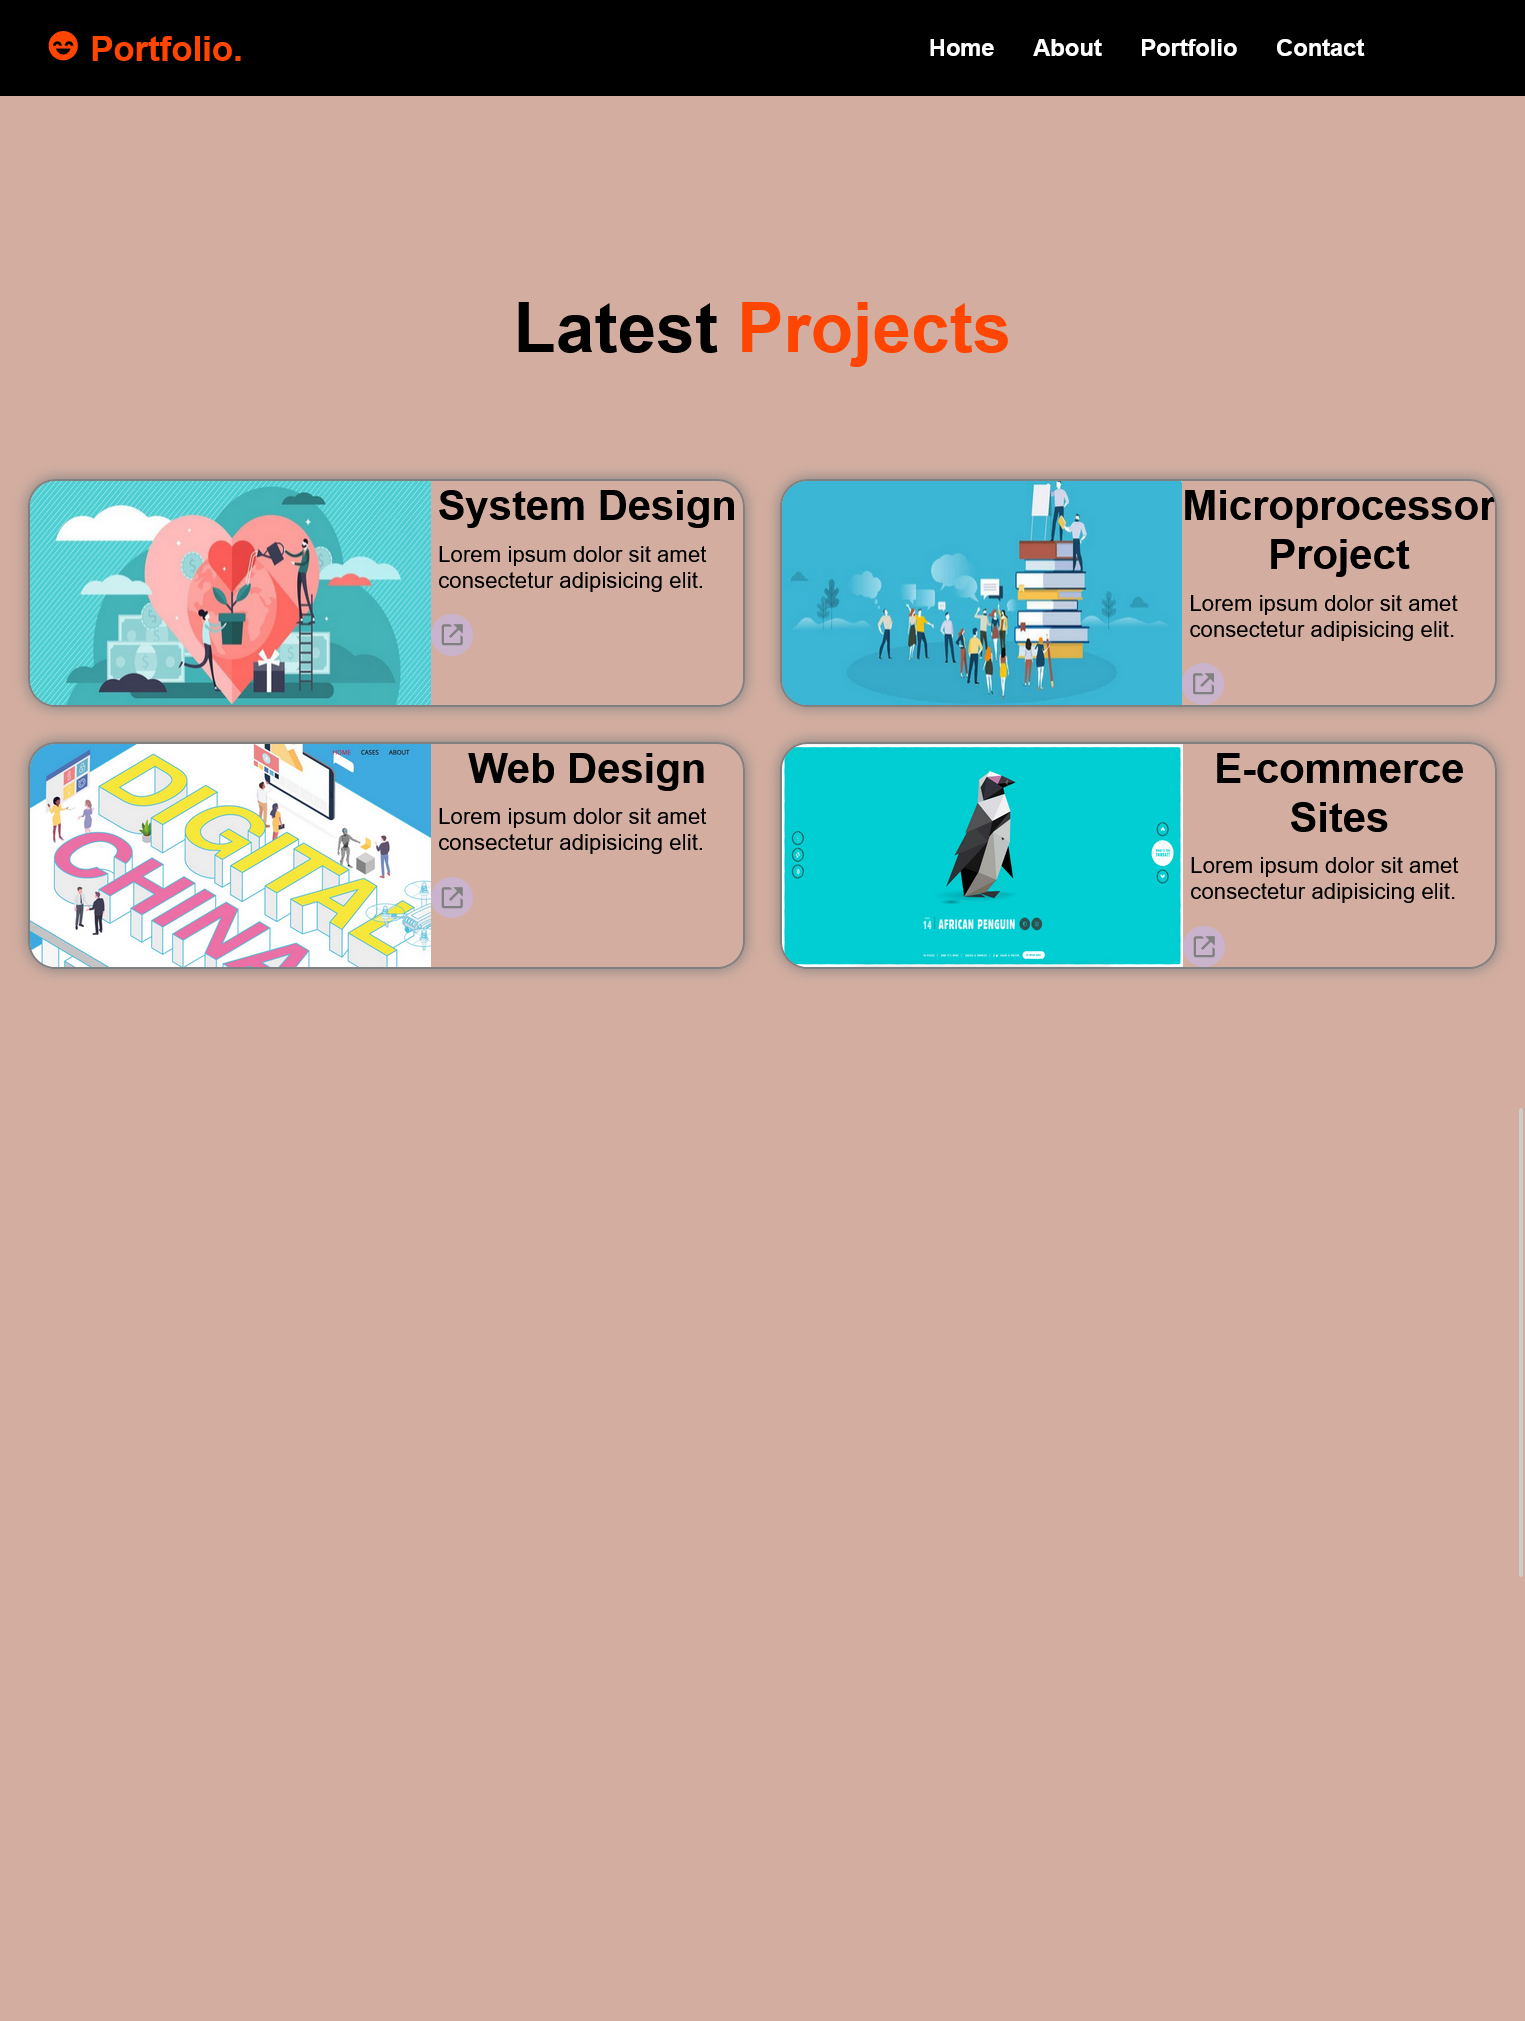 Portfolio.
Home About Portfolio Contact
Latest Projects
System Design
Lorem ipsum dolor sit amet
consectetur adipisicing elit.
Microprocessor
Project
Lorem ipsum dolor sit amet
consectetur adipisicing elit.
HOME CASES ABOUT
DIGITAL
CHINA
Web Design
Lorem ipsum dolor sit amet
consectetur adipisicing elit.
14 AFRICAN PENGUIN
E-commerce
Sites
Lorem ipsum dolor sit amet
consectetur adipisicing elit.